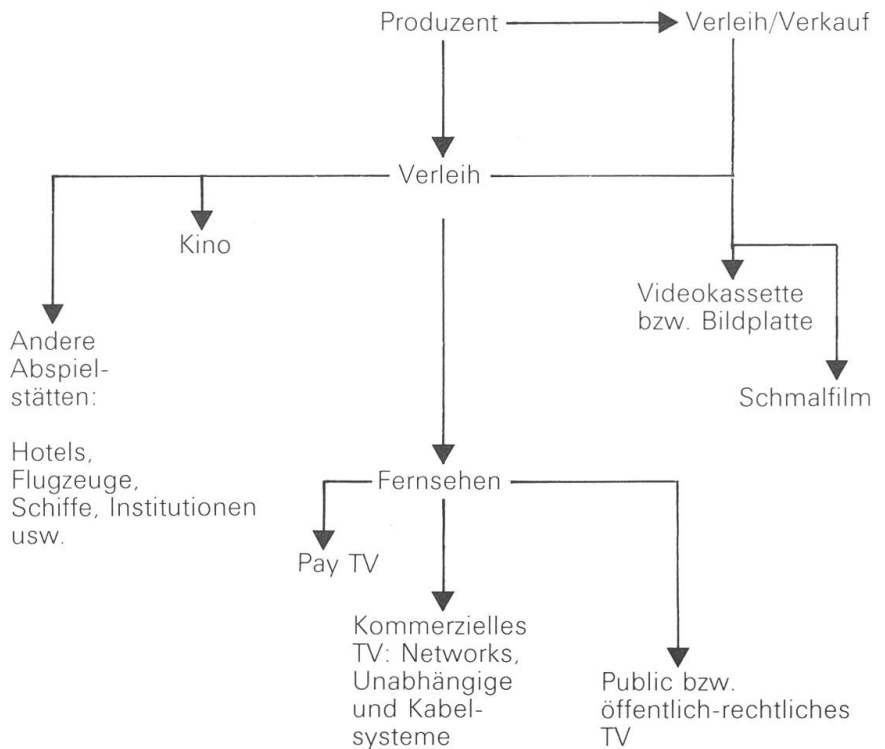 Produzent
Verleih/Verkauf
Verleih
Kino
Videokassette
bzw. Bildplatte
Andere
Abspiel-
stätten:
Schmalfilm
Hotels,
Flugzeuge,
Schiffe, Institutionen
usw.
Fernsehen
Pay TV
Kommerzielles
TV: Networks,
Unabhängige
und Kabel-
systeme
Public bzw.
öffentlich-rechtliches
TV